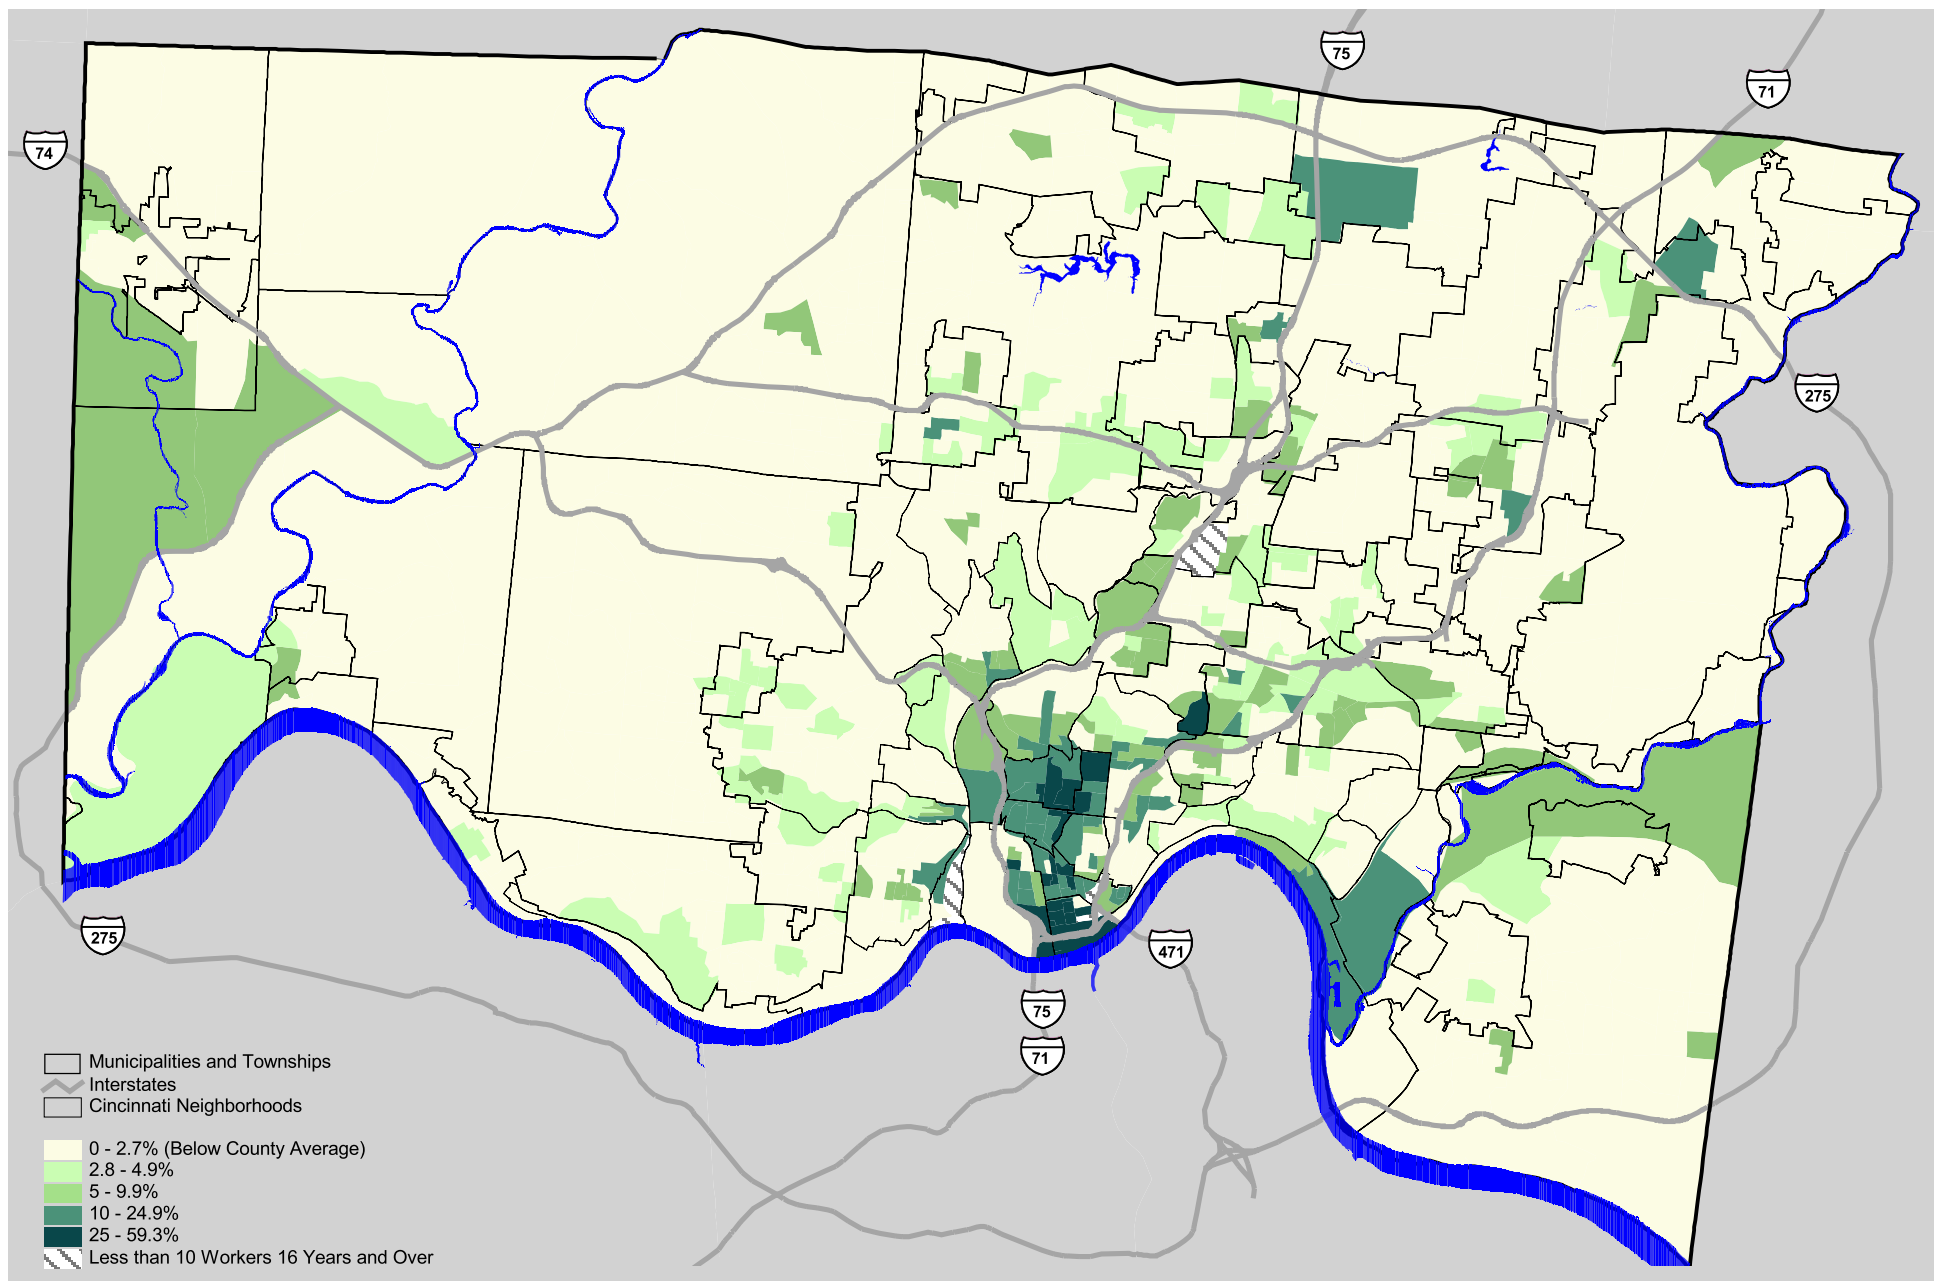 75
71
74
275
275
471
75
71
Municipalities and Townships
Interstates
Cincinnati Neighborhoods
0 - 2.7% (Below County Average)
2.8 - 4.9%
5 - 9.9%
10 - 24.9%
25 - 59.3%
Less than 10 Workers 16 Years and Over